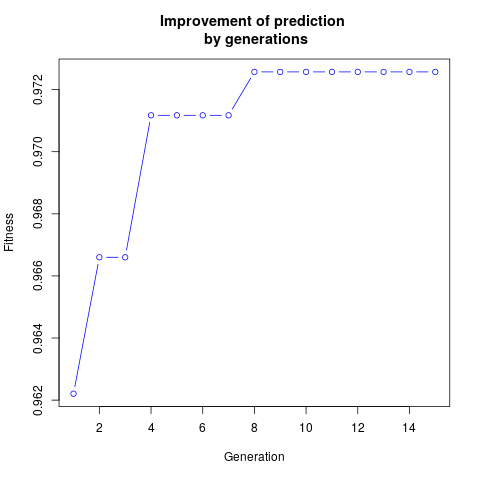 Improvement of prediction
by generations
0.972
0.970
0.968
0.966
0.964
0.962
Fitness
2 4 6 8 10 12 14
Generation